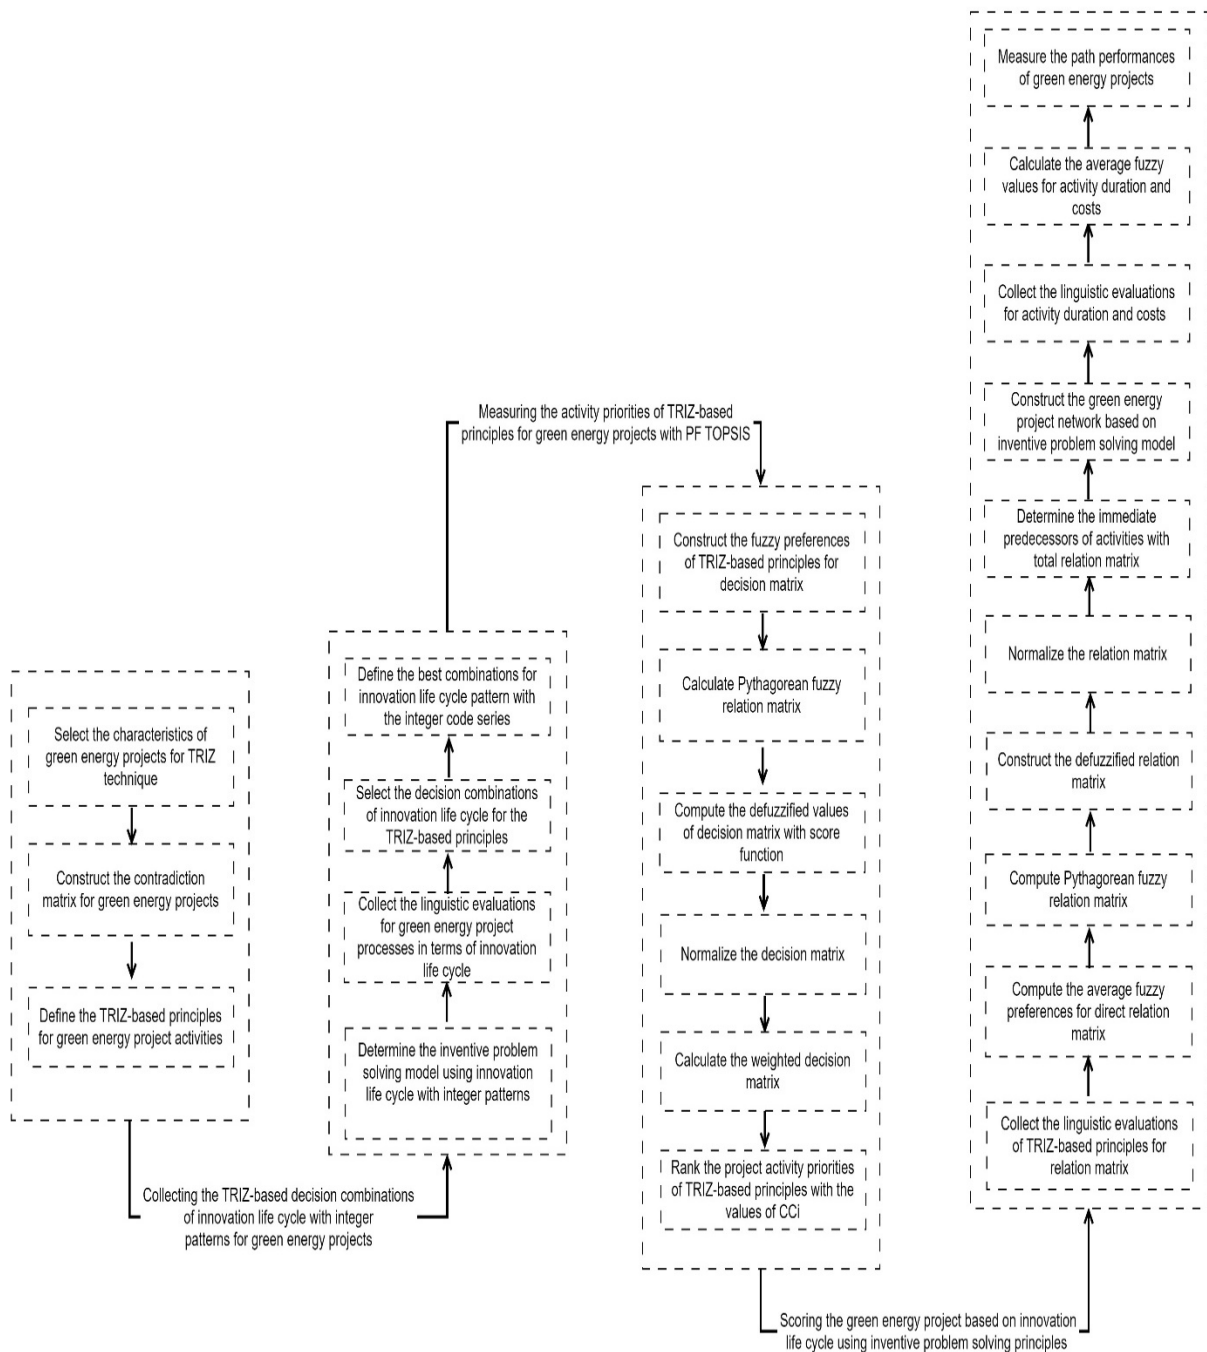 Select the characteristics of
green energy projects for TRIZ
technique
Construct the contradiction
matrix for green energy projects
Define the TRIZ-based principles
for green energy project activities
Collecting the TRIZ-based decision combinations
of innovation life cycle with integer
patterns for green energy projects
Define the best combinations for
innovation life cycle pattern with
the integer code series
Select the decision combinations
of innovation life cycle for the
TRIZ-based principles
Collect the linguistic evaluations
for green energy project
processes in terms of innovation
life cycle
Determine the inventive problem
solving model using innovation
life cycle with integer patterns
Measuring the activity priorities of TRIZ-based
principles for green energy projects with PF TOPSIS
Construct the fuzzy preferences
of TRIZ-based principles for
decision matrix
Calculate Pythagorean fuzzy
relation matrix
Compute the defuzzified values
of decision matrix with score
function
Normalize the decision matrix
Calculate the weighted decision
matrix
Rank the project activity priorities
of TRIZ-based principles with the
values of CCi
Scoring the green energy project based on innovation
life cycle using inventive problem solving principles
Measure the path performances
of green energy projects
Calculate the average fuzzy
values for activity duration and
costs
Collect the linguistic evaluations
for activity duration and costs
Construct the green energy
project network based on
inventive problem solving model
Determine the immediate
predecessors of activities with
total relation matrix
Normalize the relation matrix
Construct the defuzzified relation
matrix
Compute Pythagorean fuzzy
relation matrix
Compute the average fuzzy
preferences for direct relation
matrix
Collect the linguistic evaluations
of TRIZ-based principles for
relation matrix